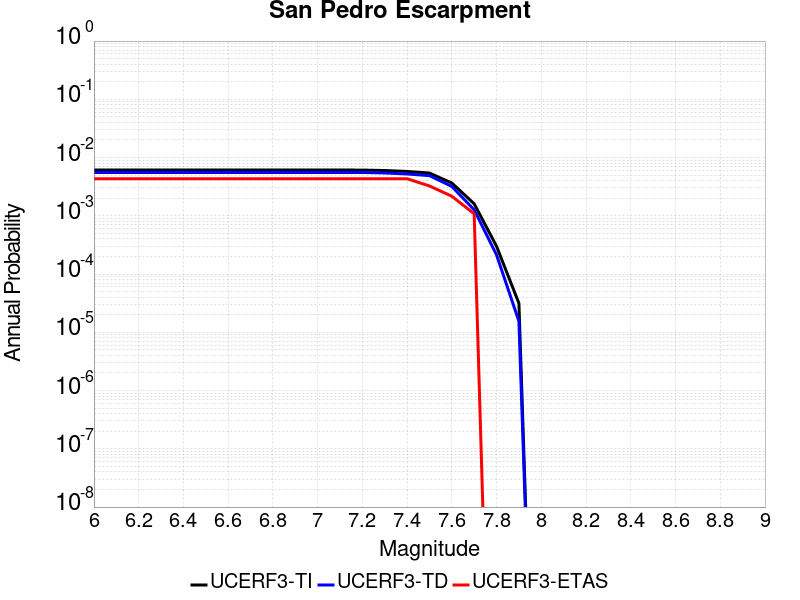 San Pedro Escarpment
10^0
10^-1
10^-2
10^-3
10^-4
10^-5
10^-6
10^-7
10^-8
Annual Probability
6 6.2 6.4 6.6 6.8 7 7.2 7.4 7.6 7.8 8 8.2 8.4 8.6 8.8 9
Magnitude
UCERF3-TI UCERF3-TD UCERF3-ETAS